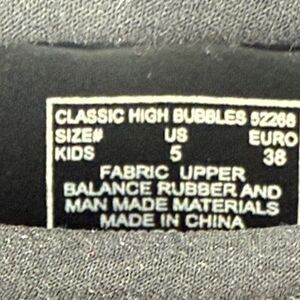 CLASSIC HIGH BUBBLES 52268
SIZE# US EURO
KIDS 5 38
FABRIC UPPER
BALANCE RUBBER AND
MAN MADE MATERIALS
MADE IN CHINA